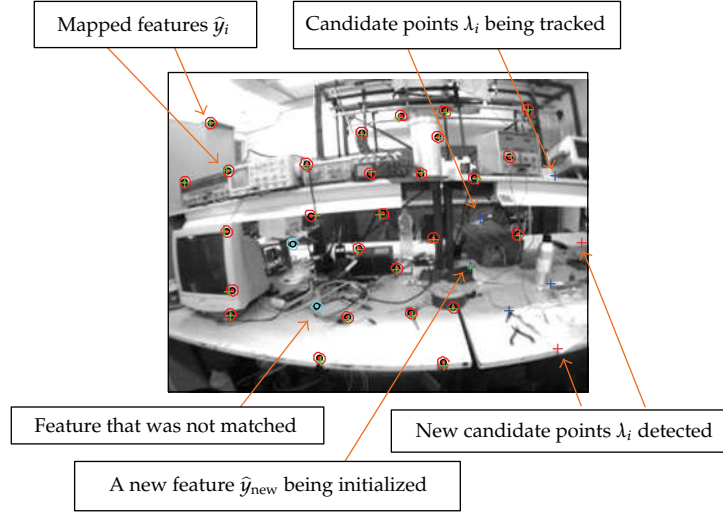 Mapped features ŷᵢ
Candidate points λᵢ being tracked
Feature that was not matched
New candidate points λᵢ detected
A new feature ŷₙₑw being initialized